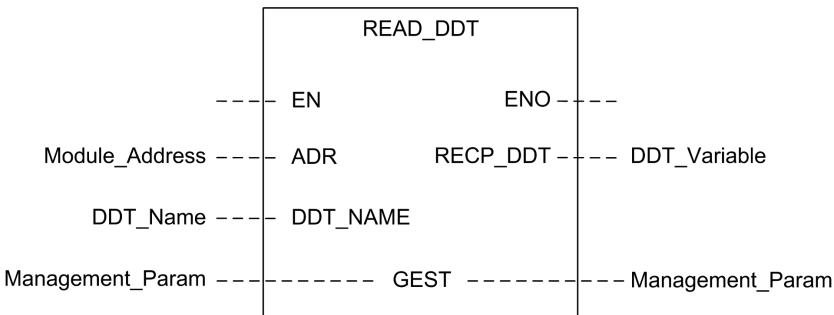 READ_DDT
EN ENO
Module_Address ADR RECP_DDT DDT_Variable
DDT_Name DDT_NAME
Management_Param GEST Management_Param